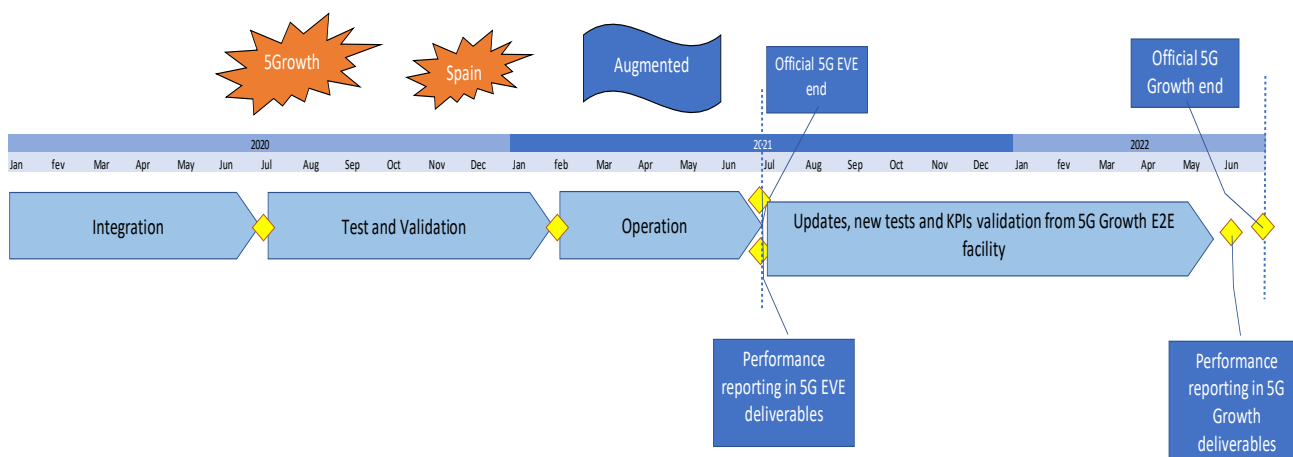 5Growth
Spain
Augmented
Official 5G EVE
end
Official 5G
Growth end
2020
2021
2022
Jan fev Mar Apr May Jun Jul Aug Sep Oct Nov Dec Jan feb Mar Apr May Jun Jul Aug Sep Oct Nov Dec Jan fev Mar Apr May Jun
Integration
Test and Validation
Operation
Updates, new tests and KPIs validation from 5G Growth E2E
facility
Performance
reporting in 5G EVE
deliverables
Performance
reporting in 5G
Growth
deliverables